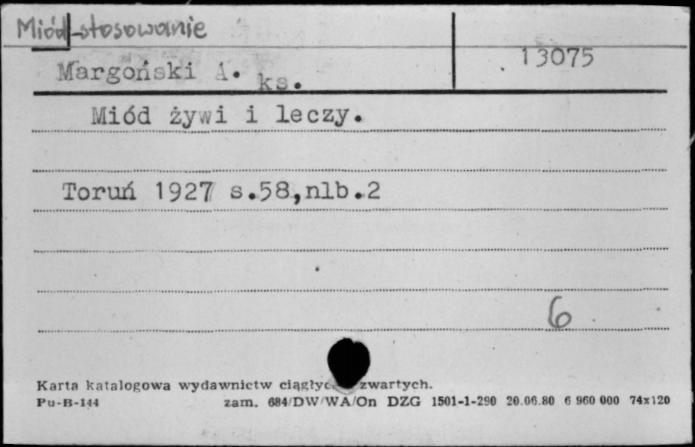 Miód-stosowanie
13075
Margoński A. ks.
Miód żywi i leczy.
Toruń 1927 s.58,nlb.2
6
Karta katalogowa wydawnictw ciągłyc zwartych.
Pu-B-144 zam. 684/DW/WA/On DZG 1501-1-290 20.06.80 6 960 000 74x120